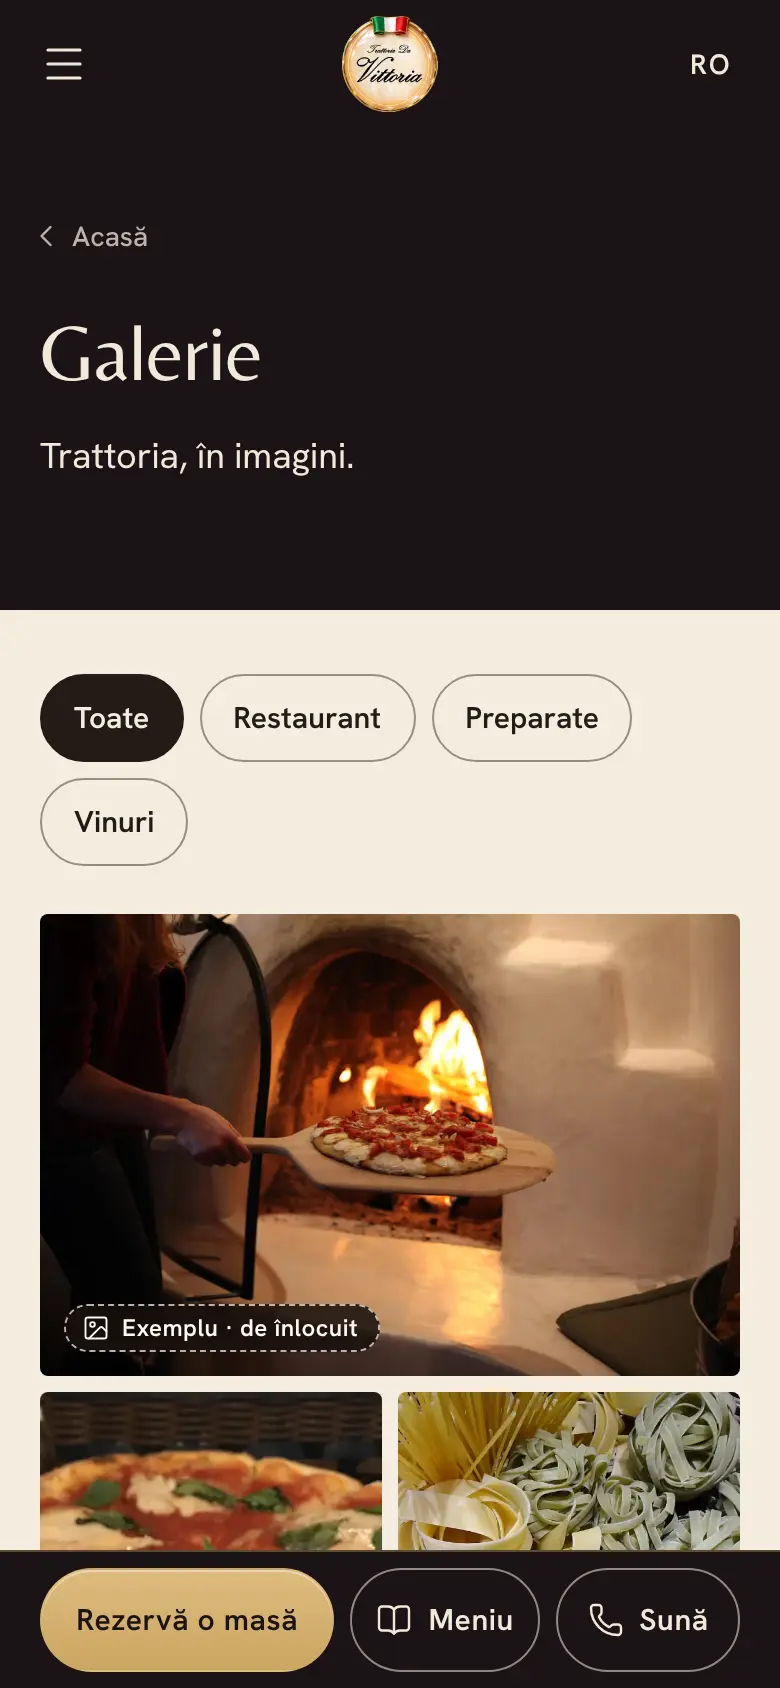 Trattoria Da
Vittoria
RO
Acasă
Galerie
Trattoria, în imagini.
Toate
Restaurant
Preparate
Vinuri
Exemplu · de înlocuit
Rezervă o masă
Meniu
Sună